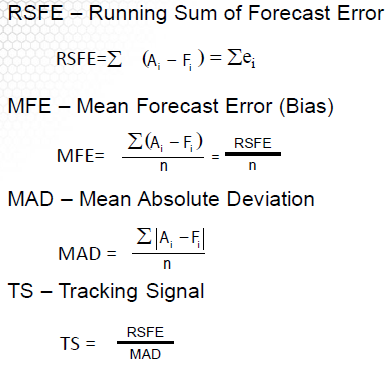 RSFE – Running Sum of Forecast Error
RSFE=∑ (Aᵢ – Fᵢ) = ∑eᵢ
MFE – Mean Forecast Error (Bias)
MFE= ∑(Aᵢ – Fᵢ) / n = RSFE / n
MAD – Mean Absolute Deviation
MAD = ∑|Aᵢ – Fᵢ| / n
TS – Tracking Signal
TS = RSFE / MAD